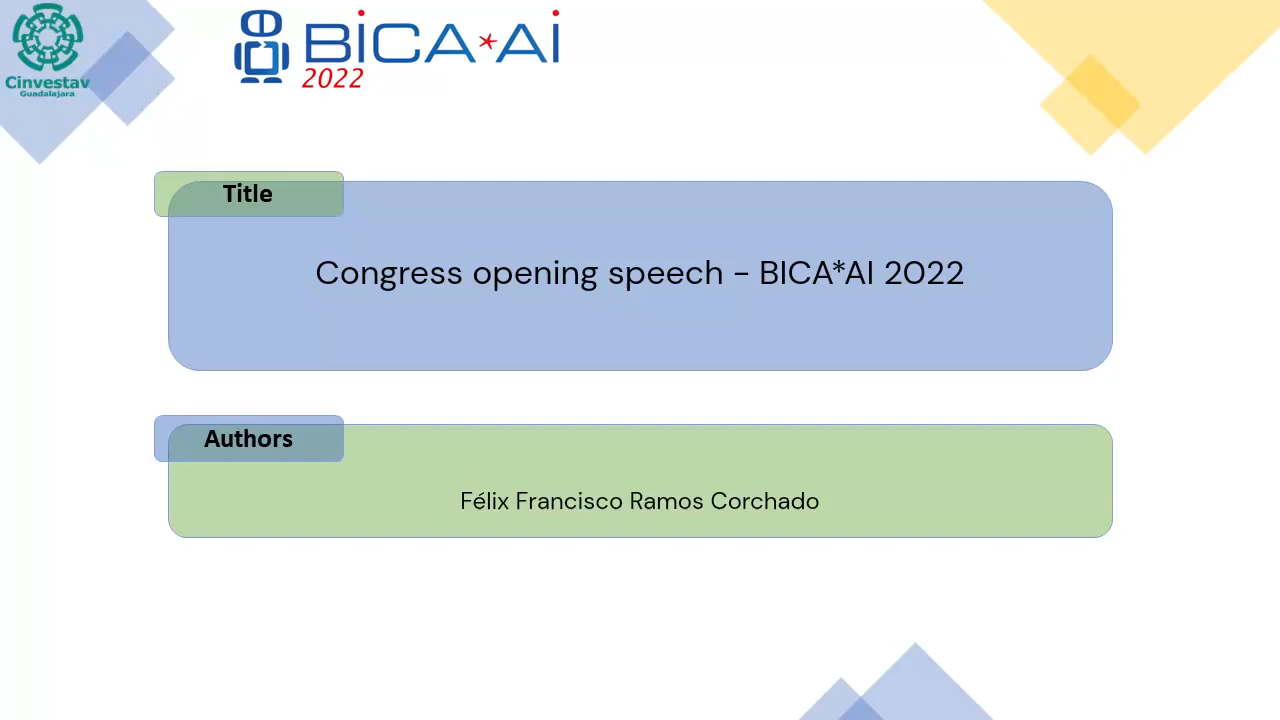 Cinvestav
Guadalajara
BiCA*Ai
2022
Title
Congress opening speech - BICA*AI 2022
Authors
Félix Francisco Ramos Corchado